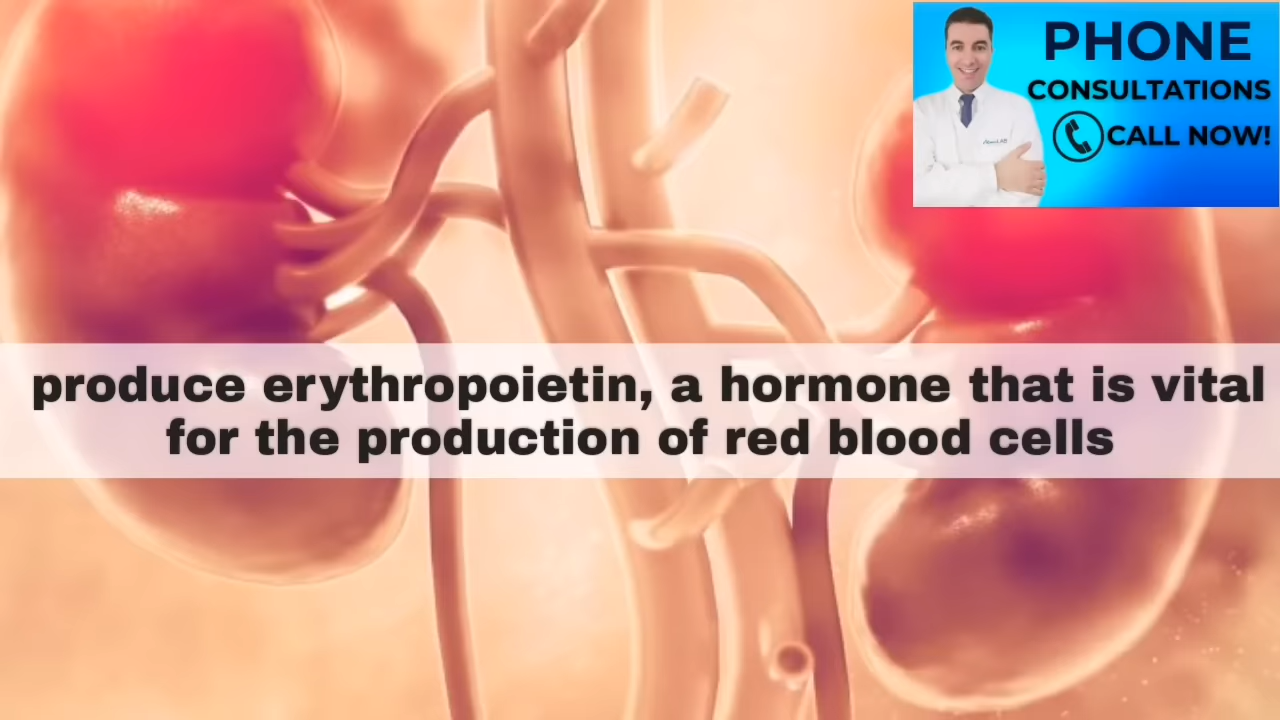 PHONE
CONSULTATIONS
CALL NOW!
produce erythropoietin, a hormone that is vital
for the production of red blood cells